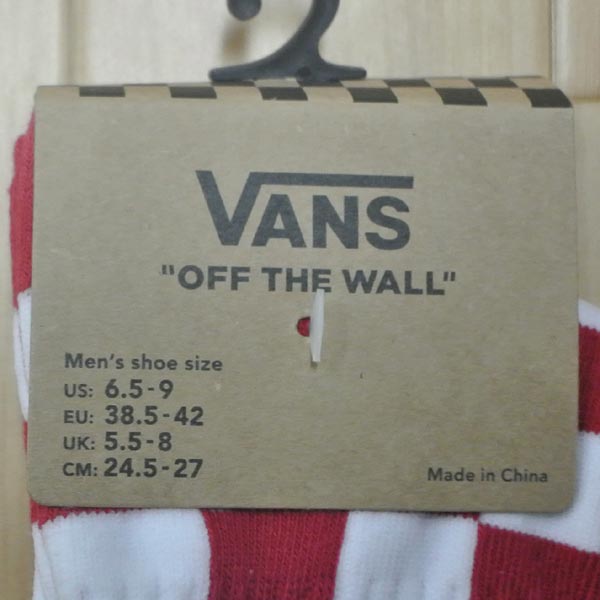 VANS
"OFF THE WALL"
Men's shoe size
US: 6.5-9
EU: 38.5-42
UK: 5.5-8
CM: 24.5-27
Made in China